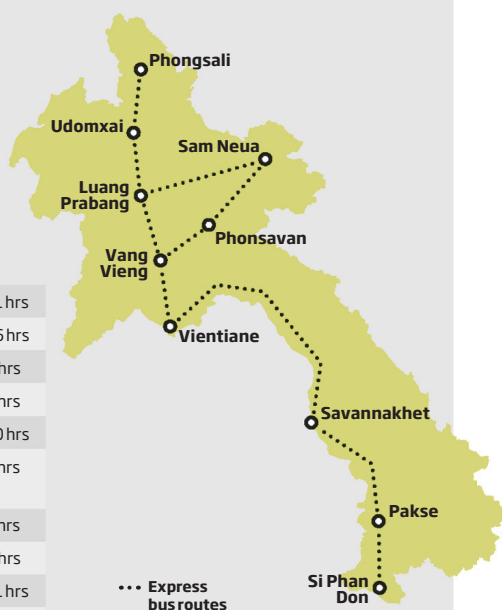 Phongsali
Udomxai
Sam Neua
Luang
Prabang
Phonsavan
Vang
Vieng
hrs
hrs
Vientiane
hrs
hrs
hrs
Savannakhet
hrs
hrs
Pakse
hrs
hrs
Si Phan
Don
Express
bus routes